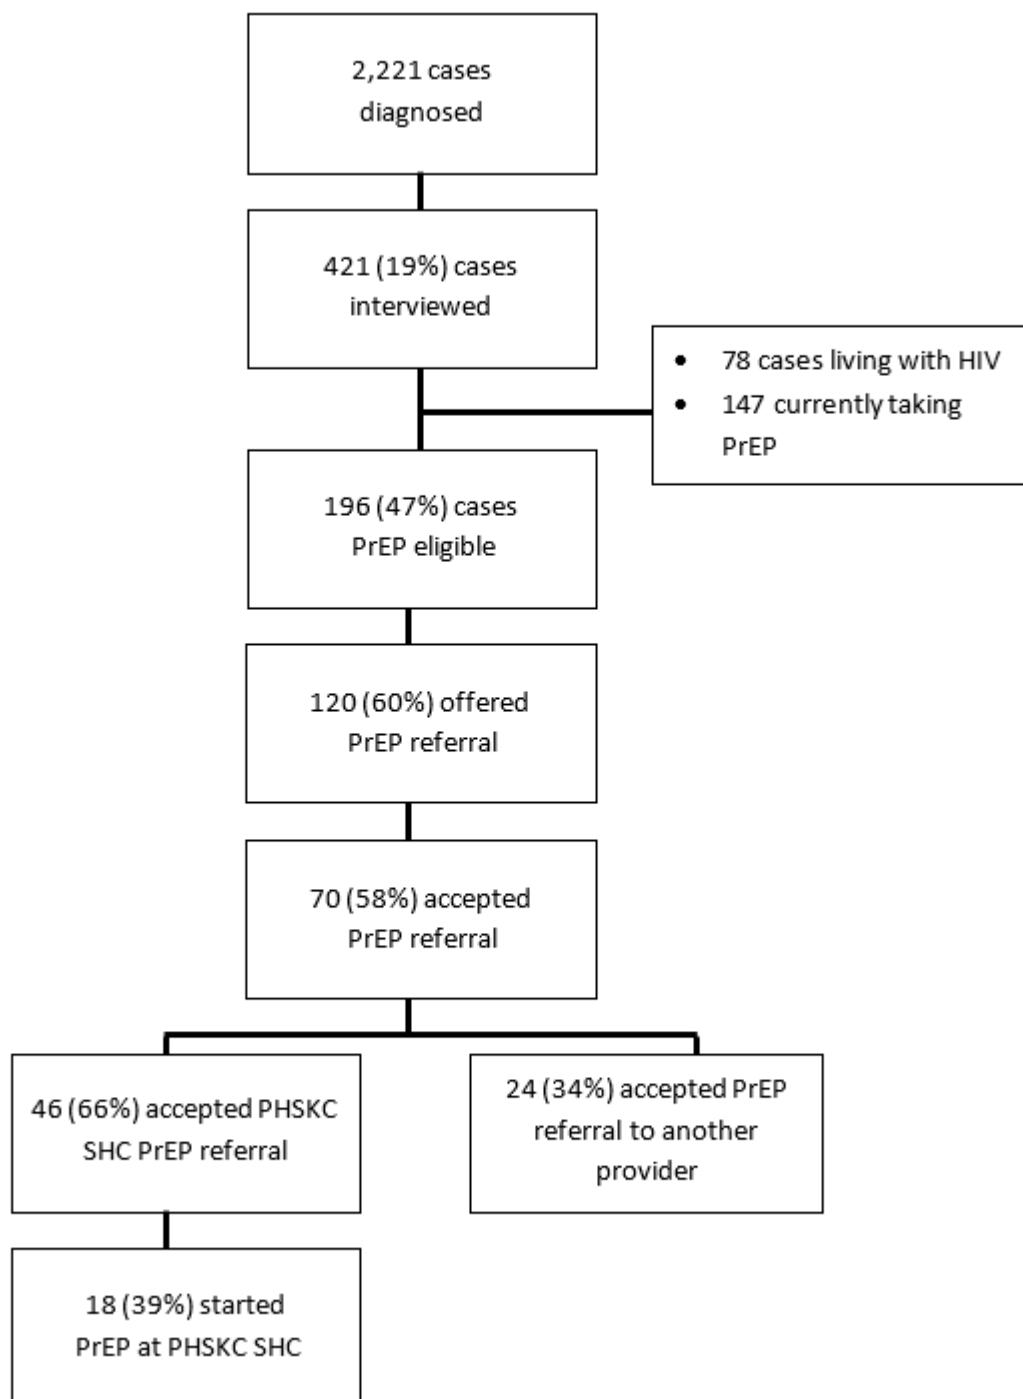 2,221 cases
diagnosed
421 (19%) cases
interviewed
• 78 cases living with HIV
• 147 currently taking
PrEP
196 (47%) cases
PrEP eligible
120 (60%) offered
PrEP referral
70 (58%) accepted
PrEP referral
46 (66%) accepted PHSKC
SHC PrEP referral
24 (34%) accepted PrEP
referral to another
provider
18 (39%) started
PrEP at PHSKC SHC